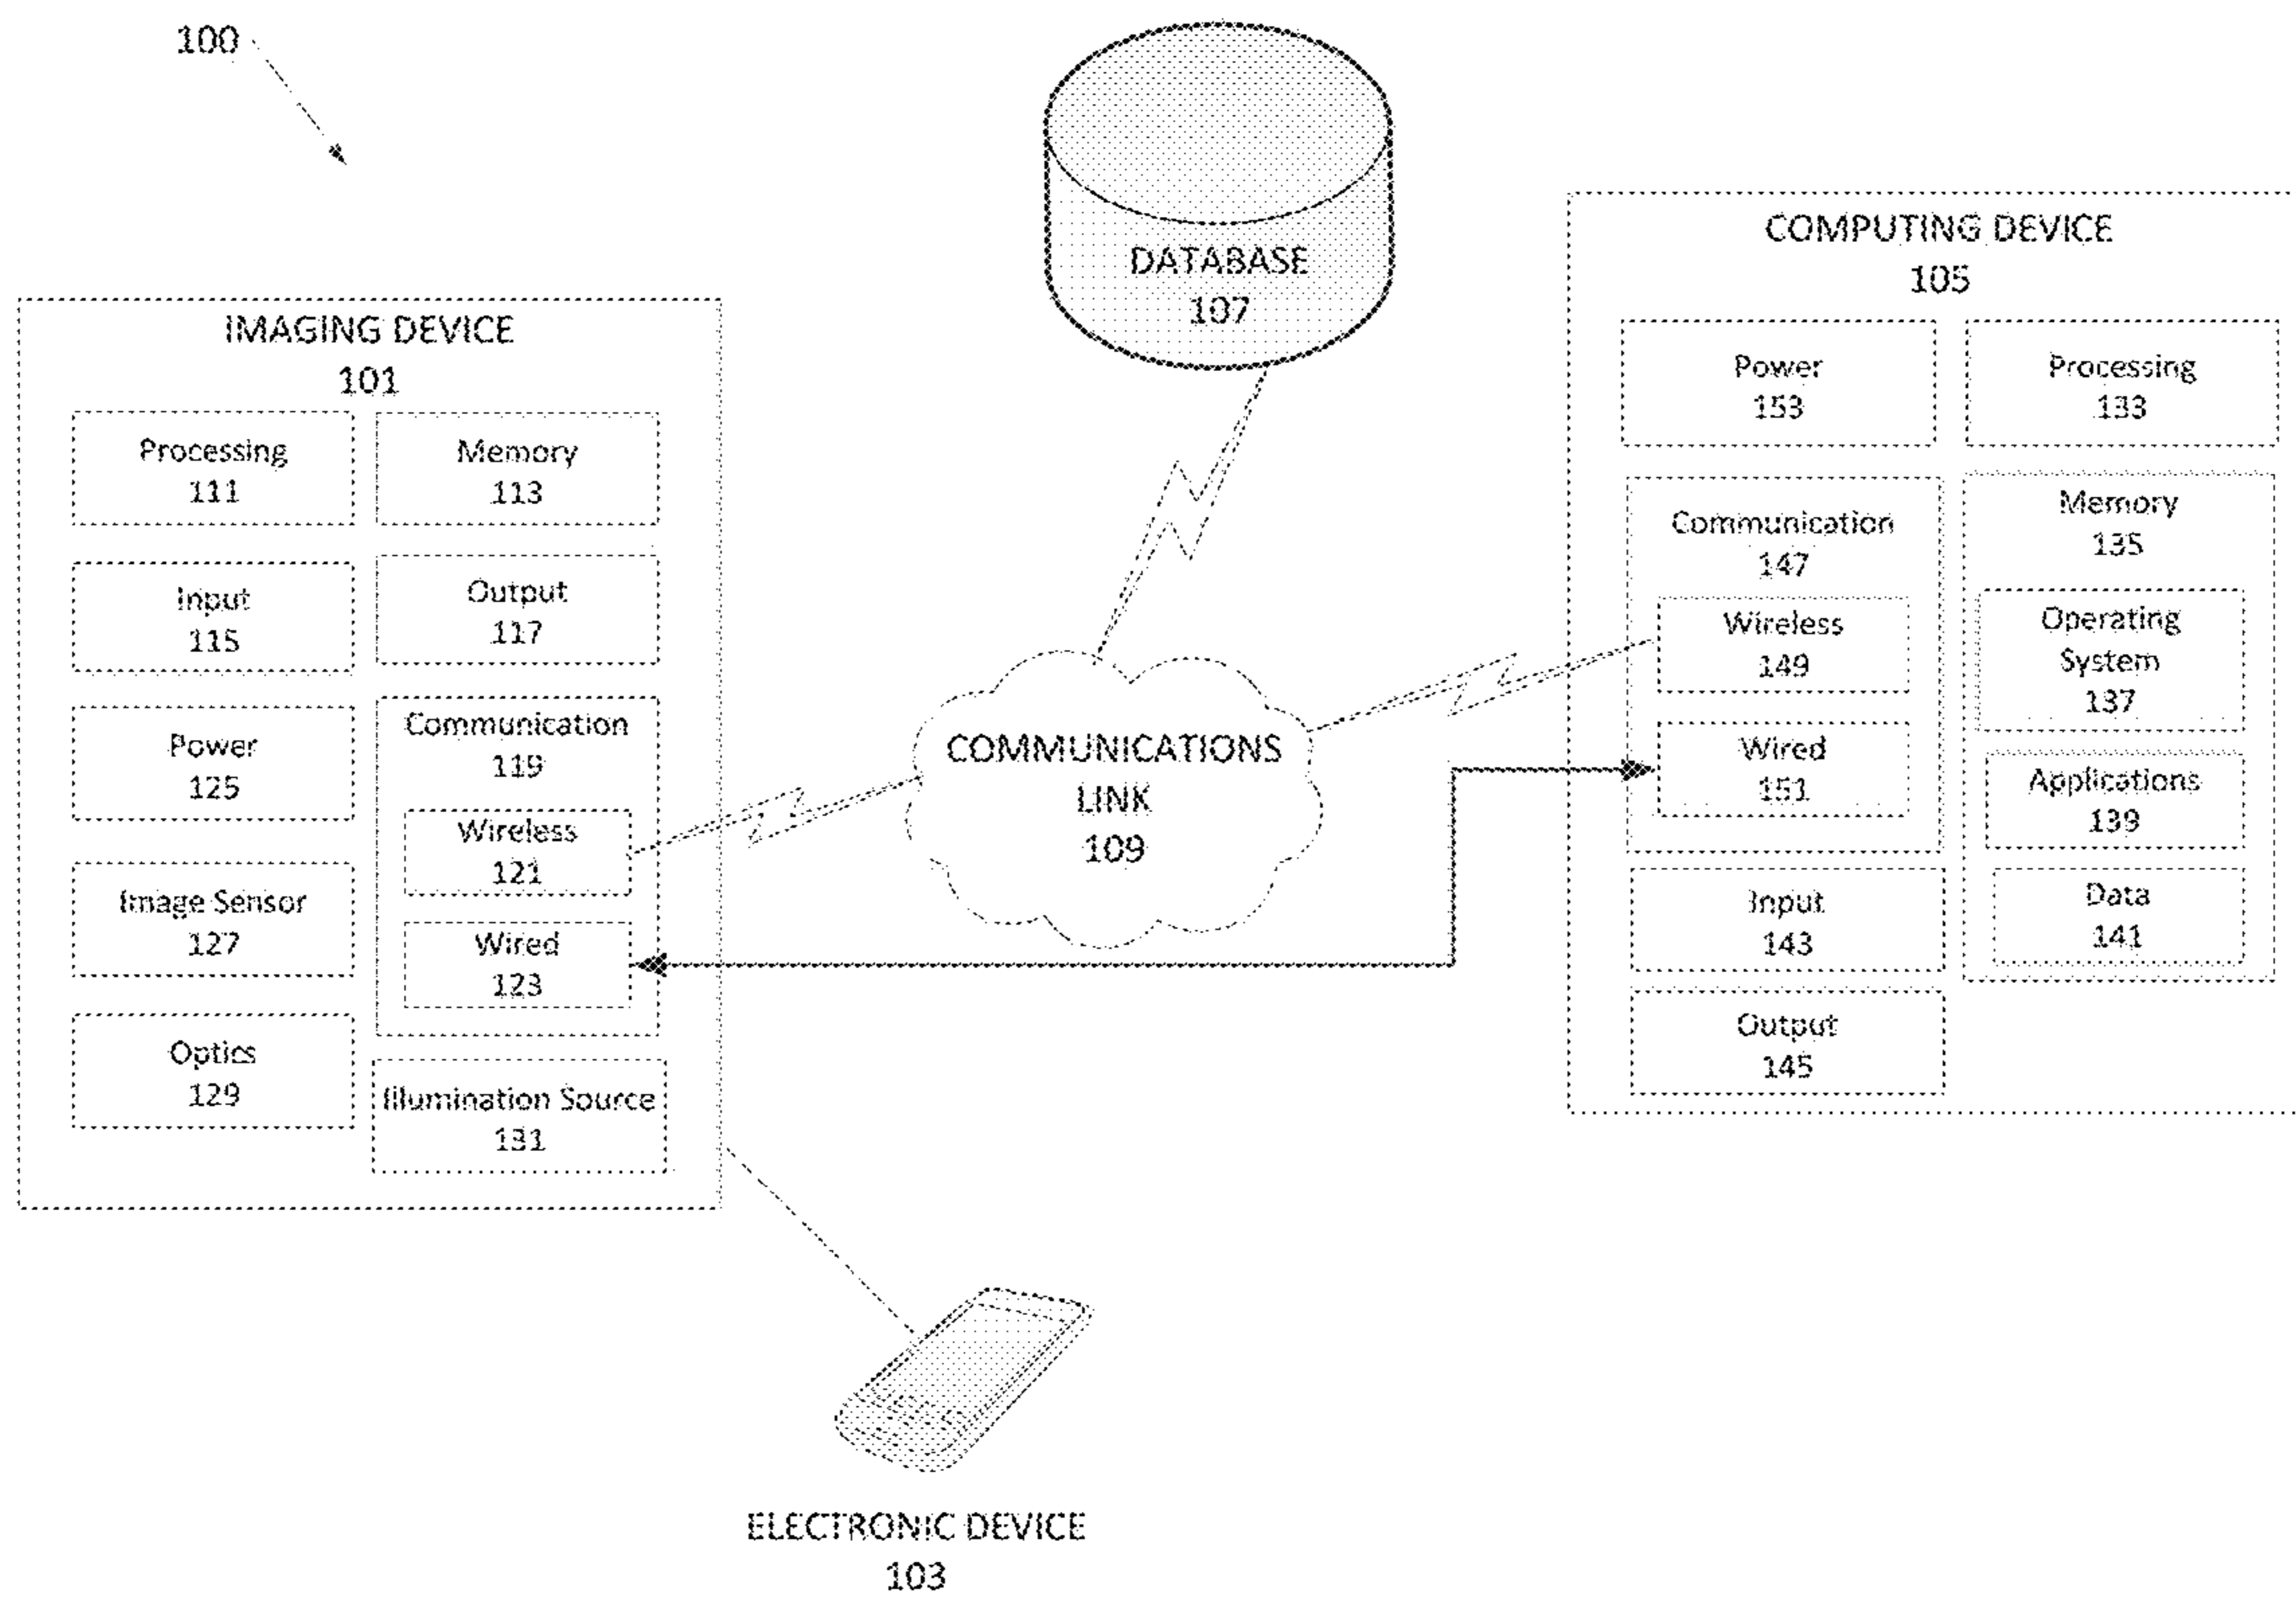 100
DATABASE
107
IMAGING DEVICE
101
Processing
111
Memory
113
Input
115
Output
117
Power
125
Communication
119
Wireless
121
Wired
123
Image Sensor
127
Optics
129
Illumination Source
131
COMMUNICATIONS
LINK
109
COMPUTING DEVICE
105
Power
153
Processing
133
Communication
147
Wireless
149
Wired
151
Memory
135
Operating
System
137
Applications
139
Data
141
Input
143
Output
145
ELECTRONIC DEVICE
103